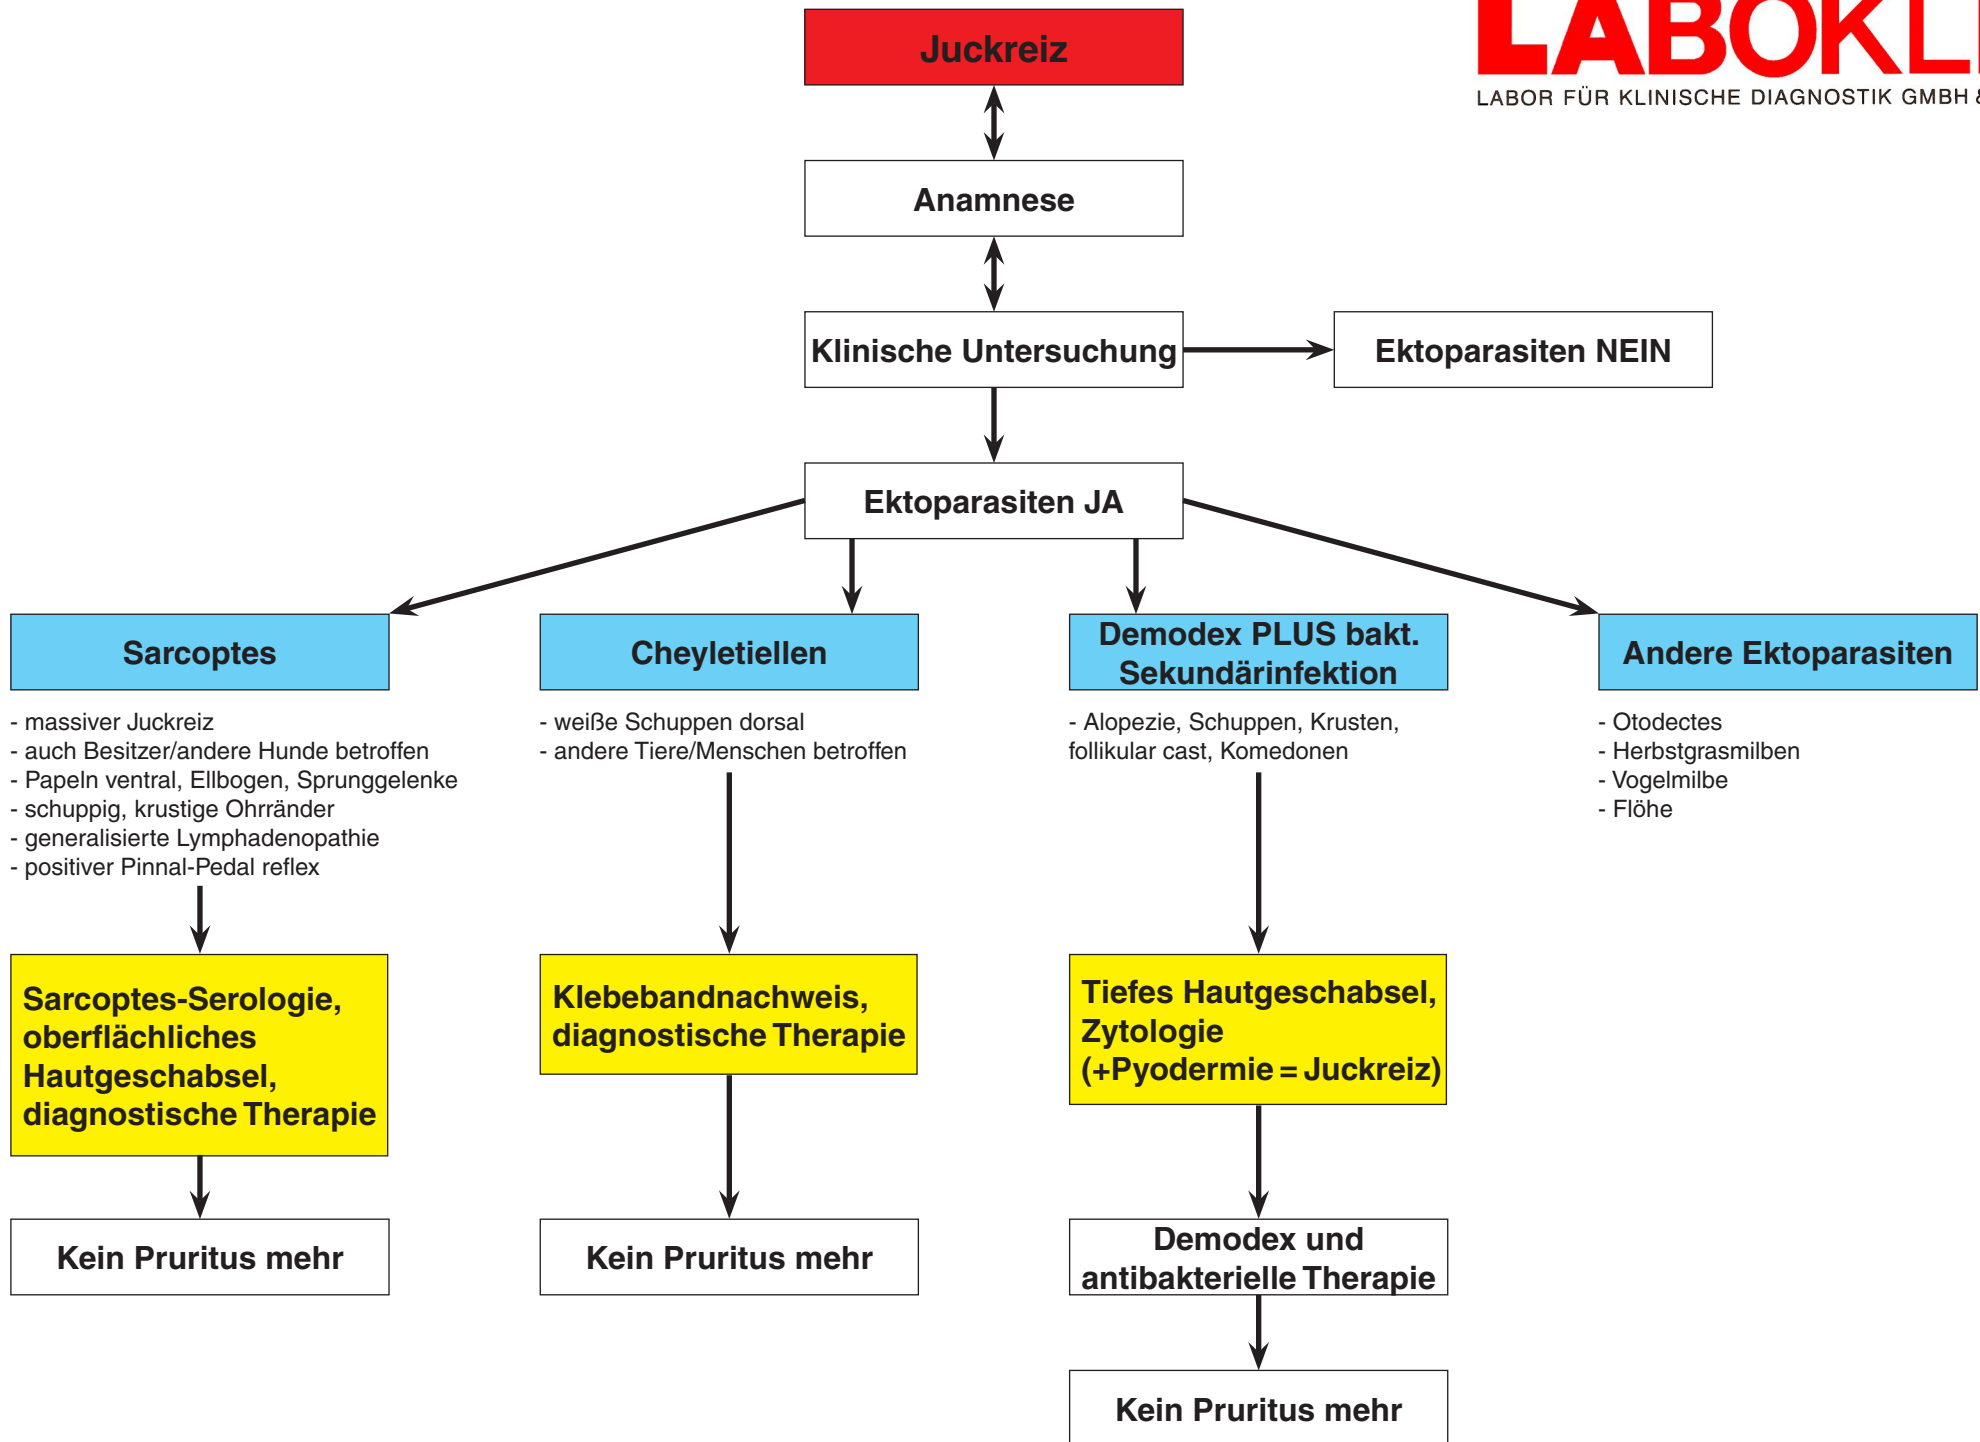 Juckreiz
LABOKL
LABOR FÜR KLINISCHE DIAGNOSTIK GMBH &
Anamnese
Klinische Untersuchung
Ektoparasiten NEIN
Ektoparasiten JA
Sarcoptes
- massiver Juckreiz
- auch Besitzer/andere Hunde betroffen
- Papeln ventral, Ellbogen, Sprunggelenke
- schuppig, krustige Ohrränder
- generalisierte Lymphadenopathie
- positiver Pinnal-Pedal reflex
Sarcoptes-Serologie,
oberflächliches
Hautgeschabsel,
diagnostische Therapie
Kein Pruritus mehr
Cheyletiellen
- weiße Schuppen dorsal
- andere Tiere/Menschen betroffen
Klebebandnachweis,
diagnostische Therapie
Kein Pruritus mehr
Demodex PLUS bakt.
Sekundärinfektion
- Alopezie, Schuppen, Krusten,
follikular cast, Komedonen
Tiefes Hautgeschabsel,
Zytologie
(+Pyodermie = Juckreiz)
Demodex und
antibakterielle Therapie
Kein Pruritus mehr
Andere Ektoparasiten
- Otodectes
- Herbstgrasmilben
- Vogelmilbe
- Flöhe